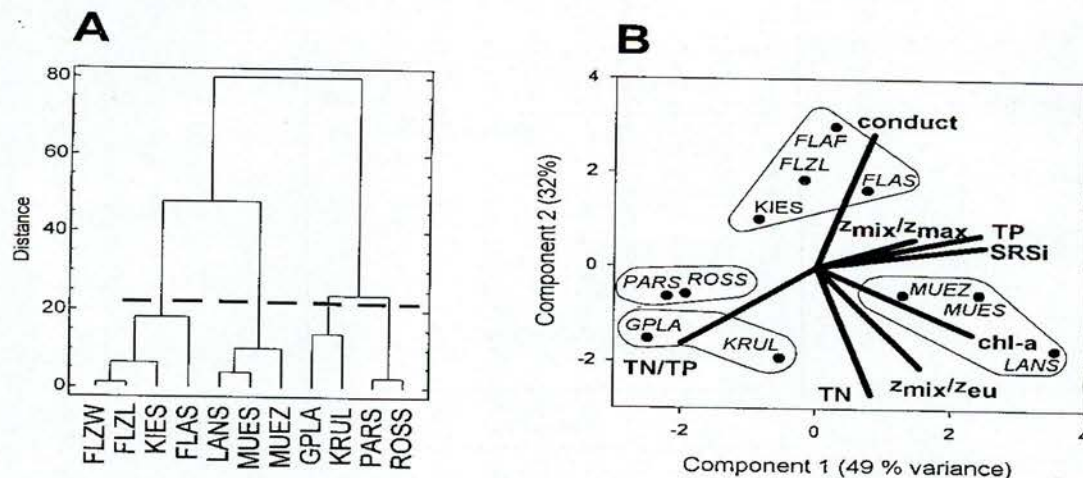 A
Distance
80
60
40
20
0
FLZW
FLZL
KIES
FLAS
LANS
MUES
MUEZ
GPLA
KRUL
PARS
ROSS
B
Component 2 (32%)
4
2
0
-2
conduct
FLAF
FLZL
FLAS
KIES
zmix/zmax
TP
SRSi
PARS ROSS
MUEZ
MUES
GPLA
KRUL
chl-a
LANS
TN/TP
TN
zmix/zeu
-2 0 2 4
Component 1 (49 % variance)